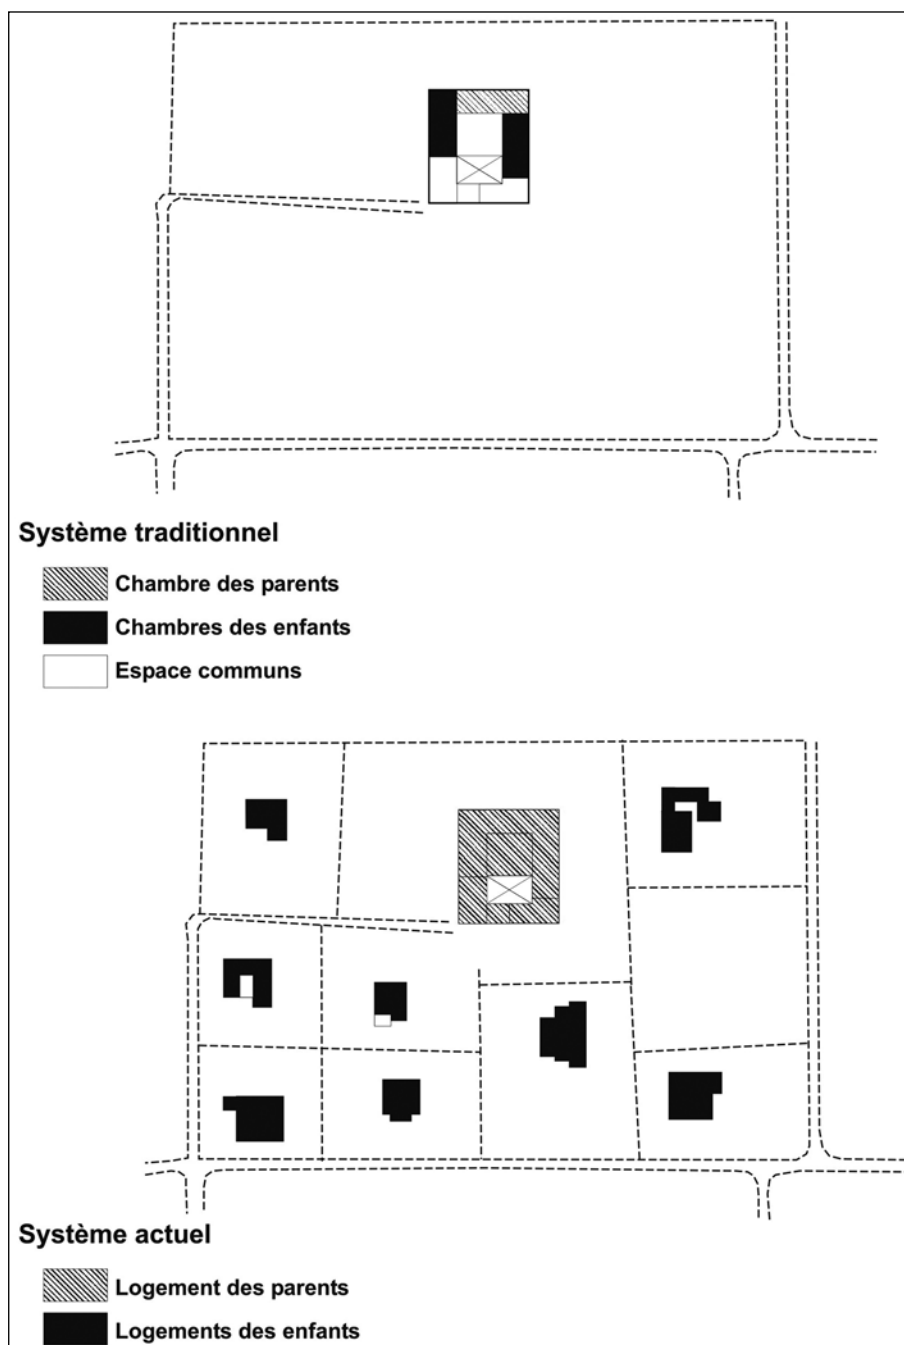 Système traditionnel
Chambre des parents
Chambres des enfants
Espace communs
Système actuel
Logement des parents
Logements des enfants